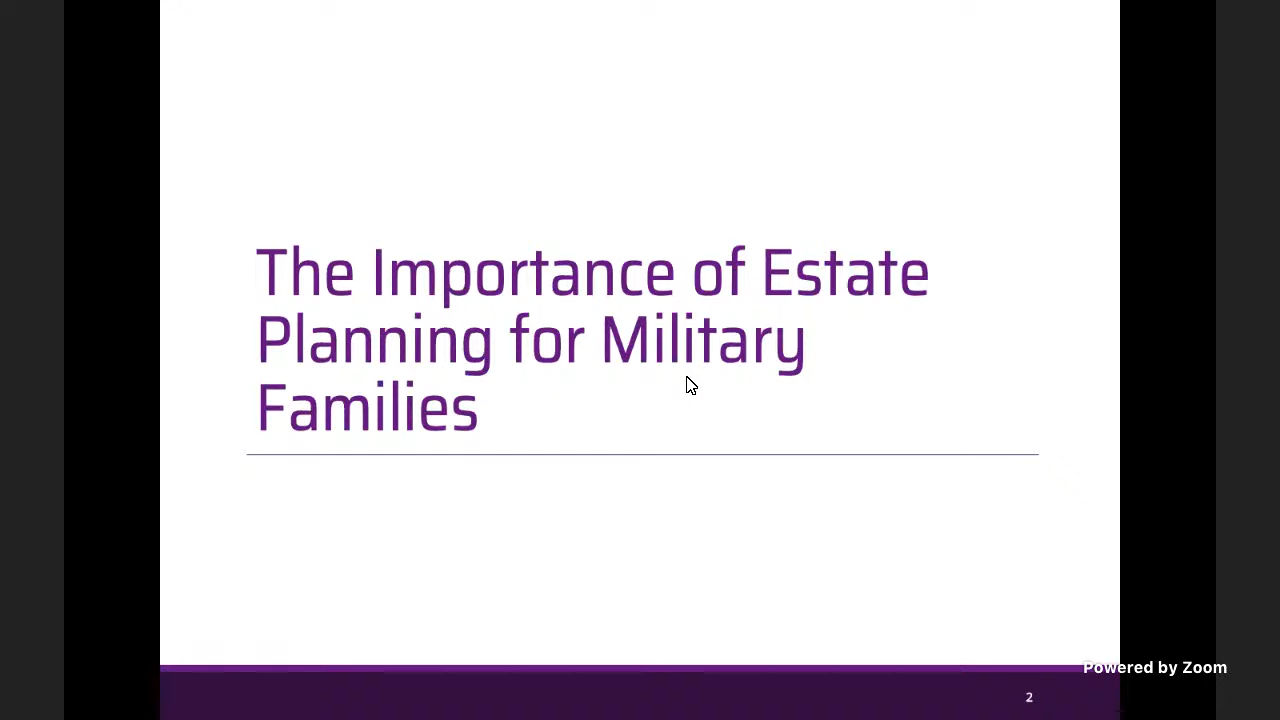 The Importance of Estate
Planning for Military
Families
Powered by Zoom
2